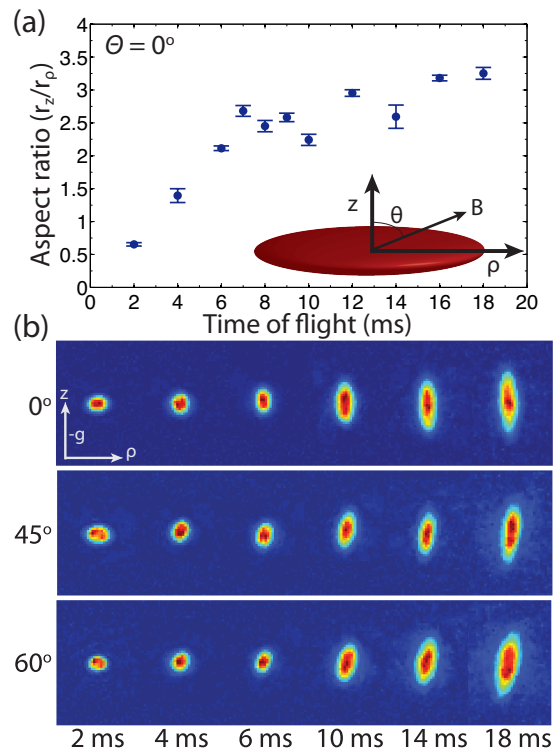 (a)
Θ = 0°
Aspect ratio (r_z/r_ρ)
4
3.5
3
2.5
2
1.5
1
0.5
0
z
θ
B
ρ
0 2 4 6 8 10 12 14 16 18 20
Time of flight (ms)
(b)
0°
z
-g
ρ
45°
60°
2 ms 4 ms 6 ms 10 ms 14 ms 18 ms